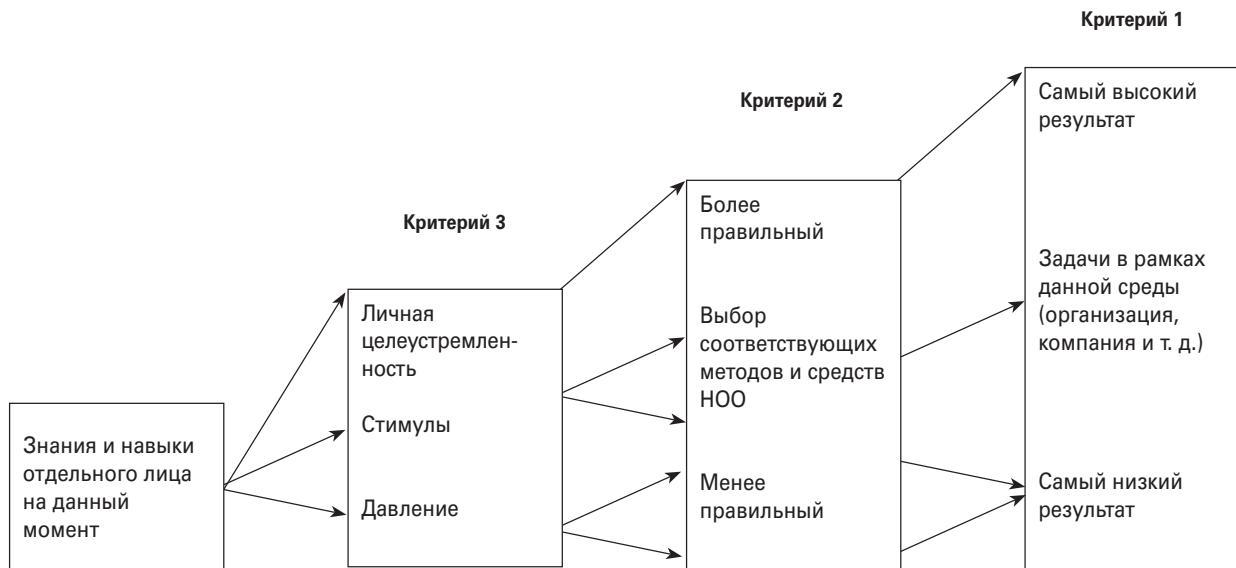 Критерий 1
Самый высокий
результат
Задачи в рамках
данной среды
(организация,
компания и т. д.)
Самый низкий
результат
Критерий 2
Более
правильный
Выбор
соответствующих
методов и средств
НОО
Менее
правильный
Критерий 3
Личная
целеустремлен-
ность
Стимулы
Давление
Знания и навыки
отдельного лица
на данный
момент